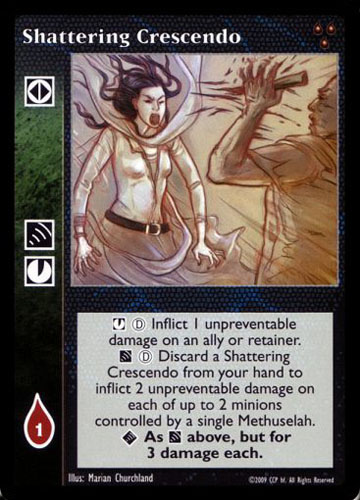 Shattering Crescendo
Ⓓ Inflict 1 unpreventable
damage on an ally or retainer.
Ⓓ Discard a Shattering
Crescendo from your hand to
inflict 2 unpreventable damage on
each of up to 2 minions
controlled by a single Methuselah.
As above, but for
3 damage each.
1
Illus: Marian Churchland ©2009 CCP hf. All Rights Reserved